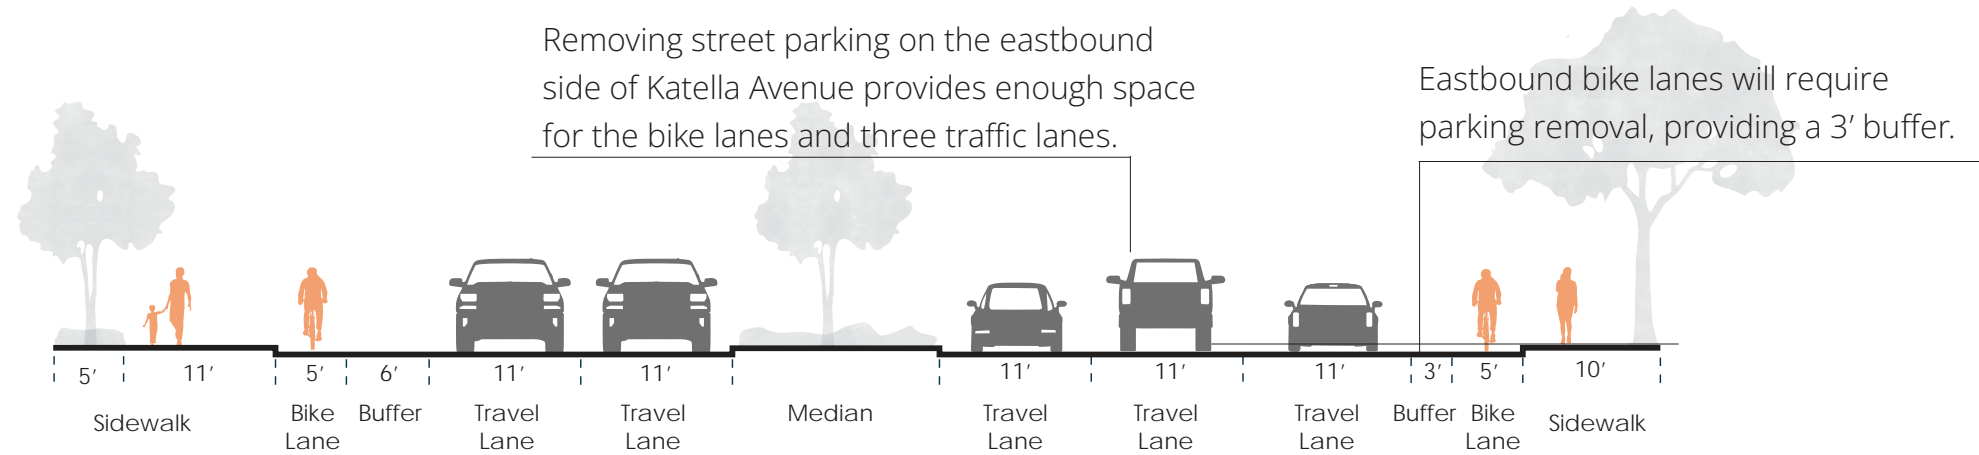 Removing street parking on the eastbound
side of Katella Avenue provides enough space
for the bike lanes and three traffic lanes.
Eastbound bike lanes will require
parking removal, providing a 3’ buffer.
5’ 11’ 5’ 6’ 11’ 11’ 11’ 11’ 11’ 3’ 5’ 10’
Sidewalk
Bike
Lane
Buffer
Travel
Lane
Travel
Lane
Median
Travel
Lane
Travel
Lane
Travel
Lane
Buffer
Bike
Lane
Sidewalk